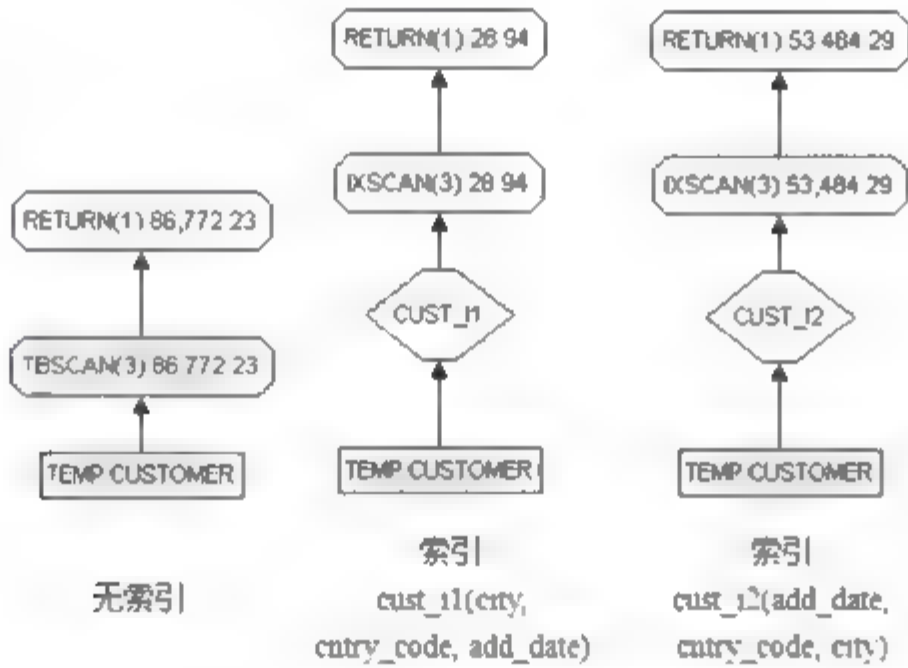 RETURN(1) 86,772 23
TBSCAN(3) 86 772 23
TEMP CUSTOMER
无索引
RETURN(1) 28 94
IXSCAN(3) 28 94
CUST_I1
TEMP CUSTOMER
索引
cust_i1(city,
cntry_code, add_date)
RETURN(1) 53 484 29
IXSCAN(3) 53,484 29
CUST_I2
TEMP CUSTOMER
索引
cust_i2(add_date,
cntry_code, city)